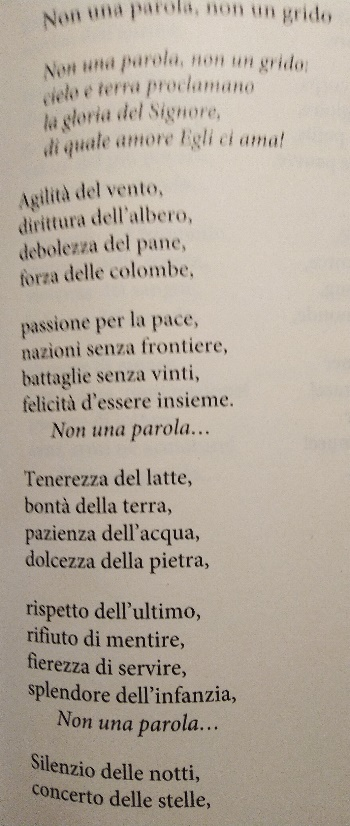 Non una parola, non un grido
Non una parola, non un grido:
cielo e terra proclamano
la gloria del Signore,
di quale amore Egli ci ama!
Agilità del vento,
dirittura dell'albero,
debolezza del pane,
forza delle colombe,
passione per la pace,
nazioni senza frontiere,
battaglie senza vinti,
felicità d'essere insieme.
Non una parola…
Tenerezza del latte,
bontà della terra,
pazienza dell'acqua,
dolcezza della pietra,
rispetto dell'ultimo,
rifiuto di mentire,
fierezza di servire,
splendore dell'infanzia,
Non una parola…
Silenzio delle notti,
concerto delle stelle,